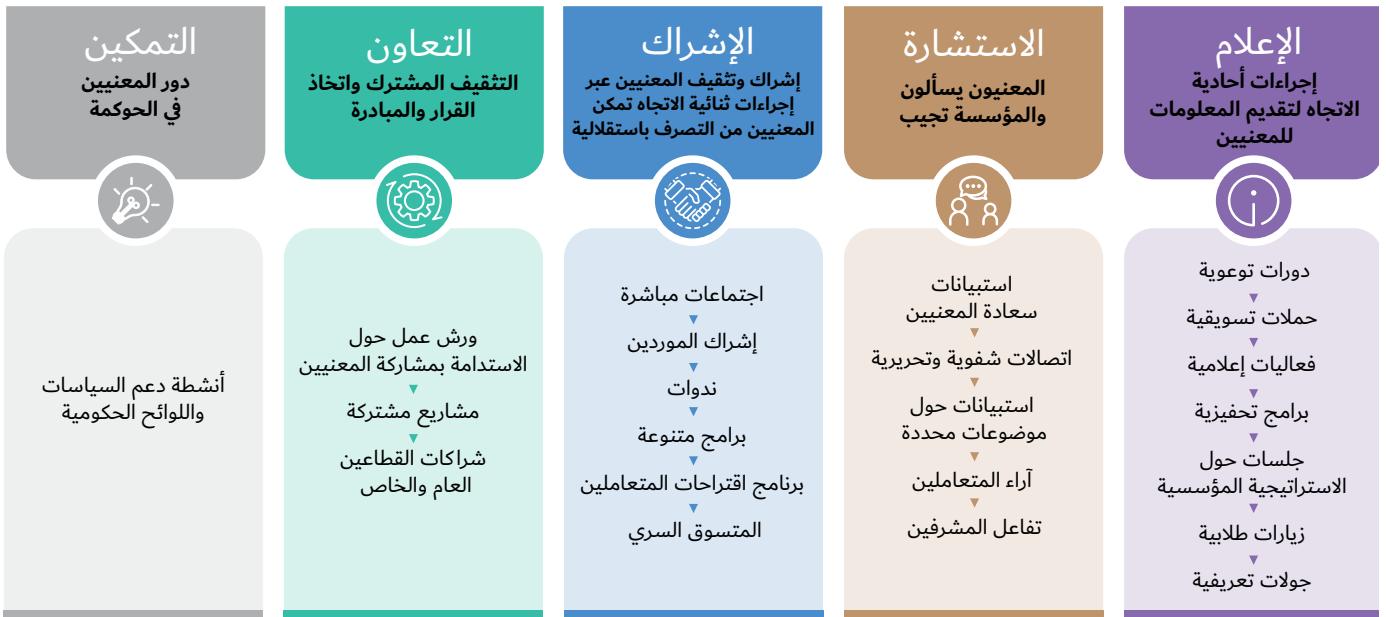 الإعلام
إجراءات أحادية
الاتجاه لتقديم المعلومات
للمعنيين
دورات توعوية
حملات تسويقية
فعاليات إعلامية
برامج تحفيزية
جلسات حول
الاستراتيجية المؤسسية
زيارات طلابية
جولات تعريفية
الاستشارة
المعنيون يسألون
والمؤسسة تجيب
استبيانات
سعادة المعنيين
اتصالات شفوية وتحريرية
استبيانات حول
موضوعات محددة
آراء المتعاملين
تفاعل المشرفين
الإشراك
إشراك وتثقيف المعنيين عبر
إجراءات ثنائية الاتجاه تمكن
المعنيين من التصرف باستقلالية
اجتماعات مباشرة
إشراك الموردين
ندوات
برامج متنوعة
برنامج اقتراحات المتعاملين
المتسوق السري
التعاون
التثقيف المشترك واتخاذ
القرار والمبادرة
ورش عمل حول
الاستدامة بمشاركة المعنيين
مشاريع مشتركة
شراكات القطاعين
العام والخاص
التمكين
دور المعنيين
في الحوكمة
أنشطة دعم السياسات
واللوائح الحكومية